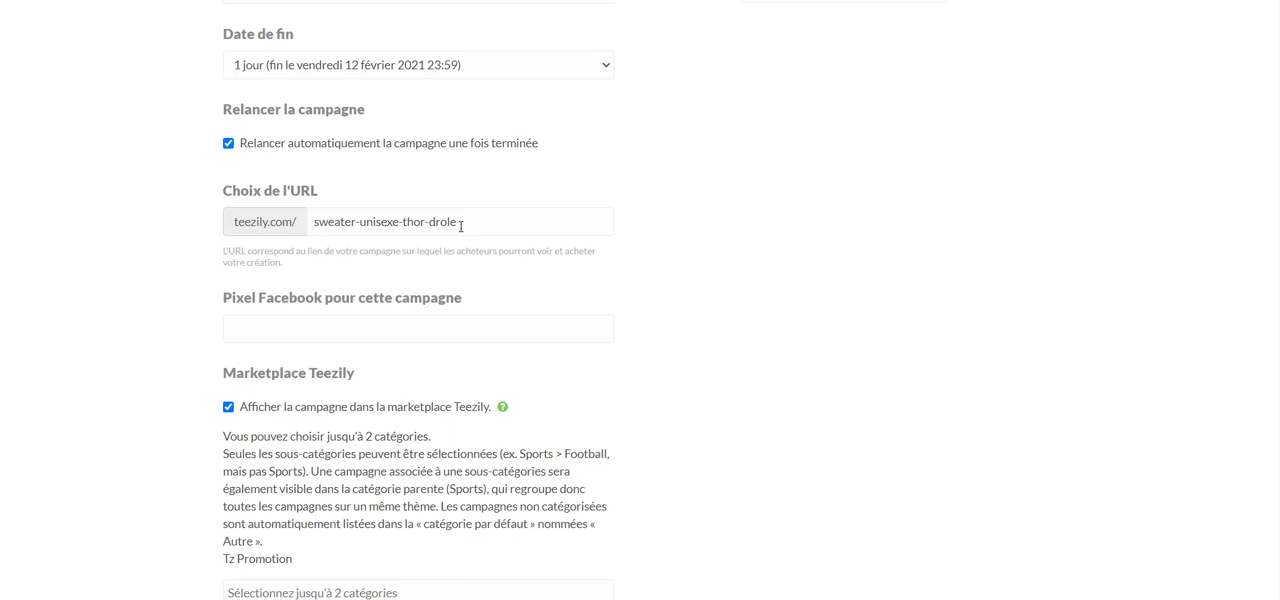 Date de fin
1 jour (fin le vendredi 12 février 2021 23:59)
Relancer la campagne
Relancer automatiquement la campagne une fois terminée
Choix de l'URL
teezily.com/ sweater-unisexe-thor-drole
L'URL correspond au lien de votre campagne sur lequel les acheteurs pourront voir et acheter
votre création.
Pixel Facebook pour cette campagne
Marketplace Teezily
Afficher la campagne dans la marketplace Teezily. ?
Vous pouvez choisir jusqu'à 2 catégories.
Seules les sous-catégories peuvent être sélectionnées (ex. Sports > Football,
mais pas Sports). Une campagne associée à une sous-catégories sera
également visible dans la catégorie parente (Sports), qui regroupe donc
toutes les campagnes sur un même thème. Les campagnes non catégorisées
sont automatiquement listées dans la « catégorie par défaut » nommées «
Autre ».
Tz Promotion
Sélectionnez jusqu'à 2 catégories